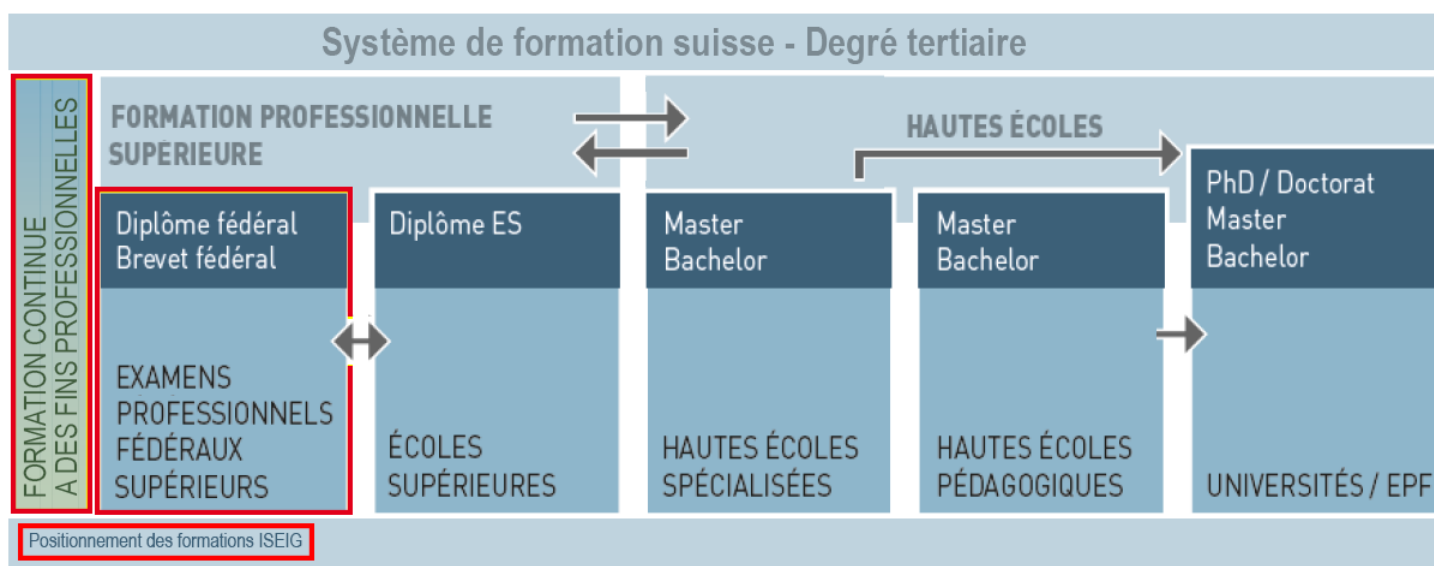 Système de formation suisse - Degré tertiaire
FORMATION CONTINUE
A DES FINS PROFESSIONNELLES
FORMATION PROFESSIONNELLE
SUPÉRIEURE
HAUTES ÉCOLES
Diplôme fédéral
Brevet fédéral
EXAMENS
PROFESSIONNELS
FÉDÉRAUX
SUPÉRIEURS
Diplôme ES
ÉCOLES
SUPÉRIEURES
Master
Bachelor
HAUTES ÉCOLES
SPÉCIALISÉES
Master
Bachelor
HAUTES ÉCOLES
PÉDAGOGIQUES
PhD / Doctorat
Master
Bachelor
UNIVERSITÉS / EPF
Positionnement des formations ISEIG